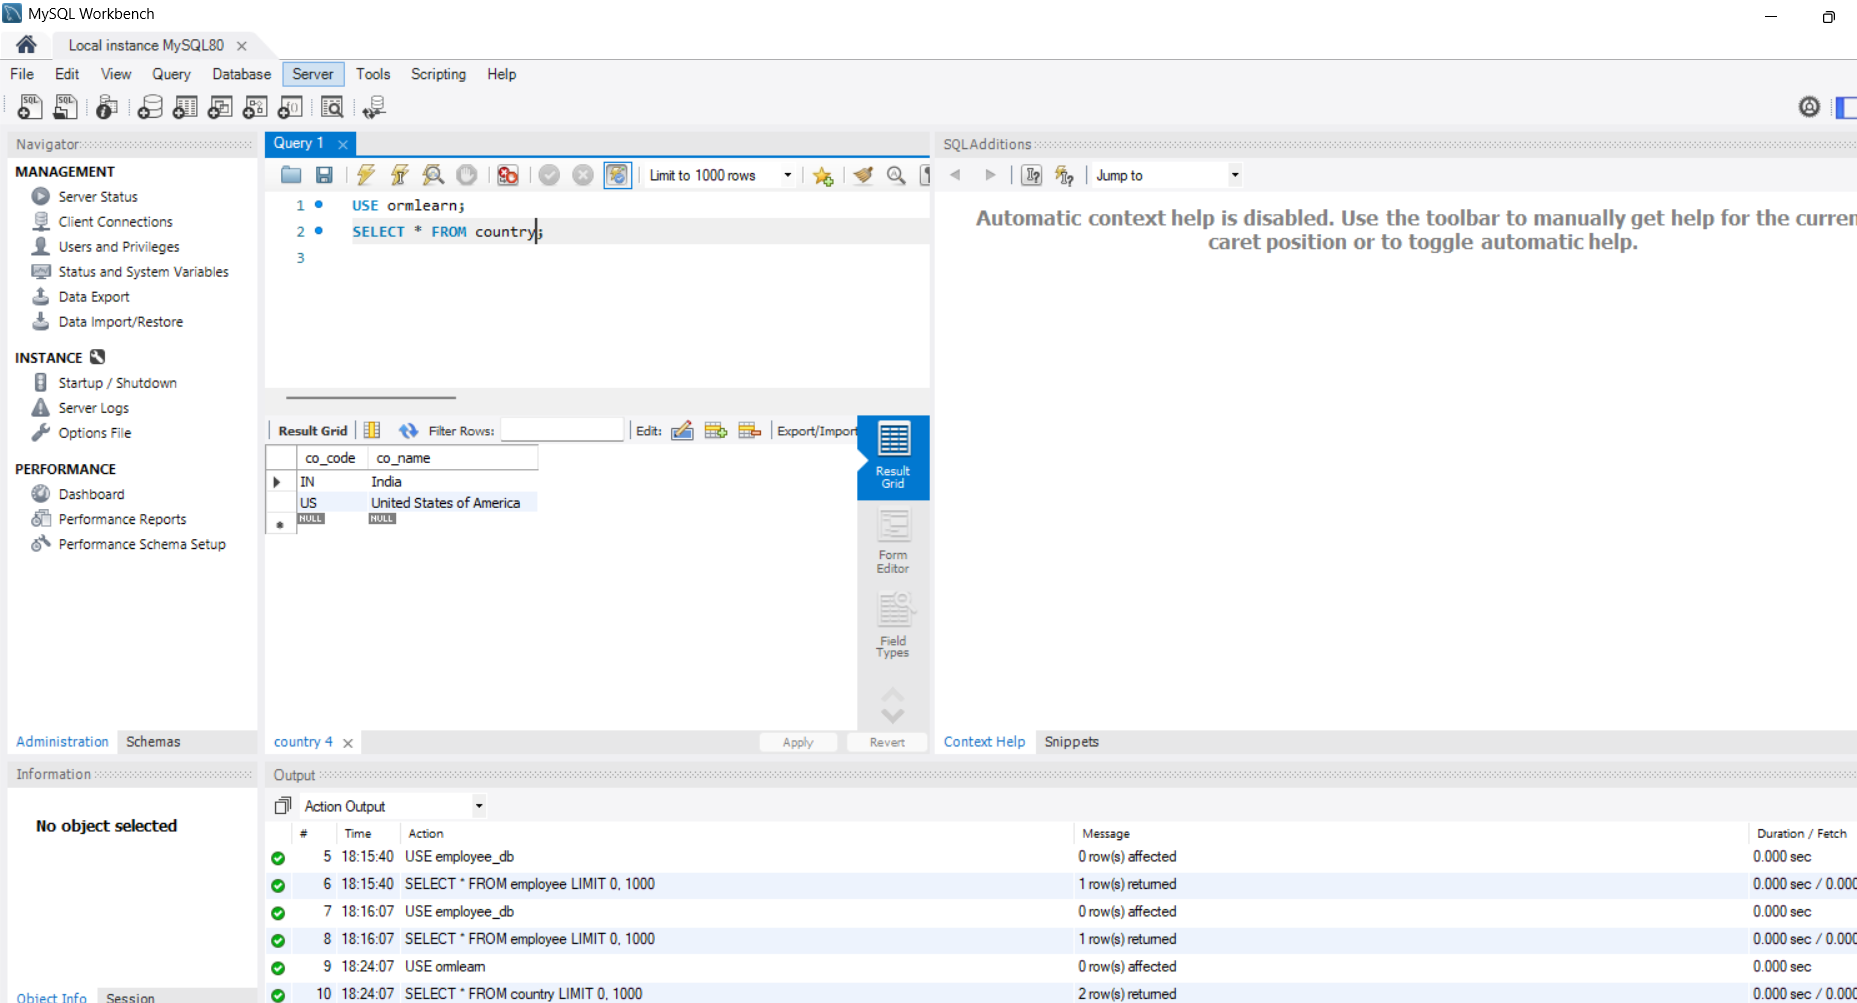 MySQL Workbench
Local instance MySQL80
File Edit View Query Database Server Tools Scripting Help
Navigator
MANAGEMENT
Server Status
Client Connections
Users and Privileges
Status and System Variables
Data Export
Data Import/Restore
INSTANCE
Startup / Shutdown
Server Logs
Options File
PERFORMANCE
Dashboard
Performance Reports
Performance Schema Setup
Administration Schemas
Information
No object selected
Object Info Session
Query 1
Limit to 1000 rows
1 USE ormlearn;
2 SELECT * FROM country;
3
Result Grid Filter Rows: Edit: Export/Import
co_code co_name
IN India
US United States of America
NULL NULL
Result
Grid
Form
Editor
Field
Types
country 4 Apply Revert
SQLAdditions
Jump to
Automatic context help is disabled. Use the toolbar to manually get help for the curren
caret position or to toggle automatic help.
Context Help Snippets
Output
Action Output
# Time Action Message Duration / Fetch
5 18:15:40 USE employee_db 0 row(s) affected 0.000 sec
6 18:15:40 SELECT * FROM employee LIMIT 0, 1000 1 row(s) returned 0.000 sec / 0.000
7 18:16:07 USE employee_db 0 row(s) affected 0.000 sec
8 18:16:07 SELECT * FROM employee LIMIT 0, 1000 1 row(s) returned 0.000 sec / 0.000
9 18:24:07 USE ormlearn 0 row(s) affected 0.000 sec
10 18:24:07 SELECT * FROM country LIMIT 0, 1000 2 row(s) returned 0.000 sec / 0.000